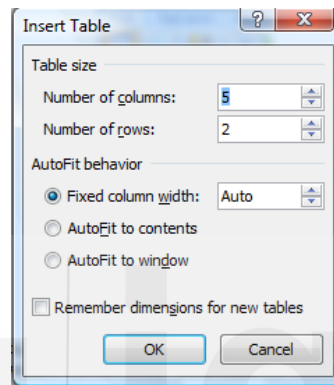 Insert Table
Table size
Number of columns: 5
Number of rows: 2
AutoFit behavior
Fixed column width: Auto
AutoFit to contents
AutoFit to window
Remember dimensions for new tables
OK Cancel